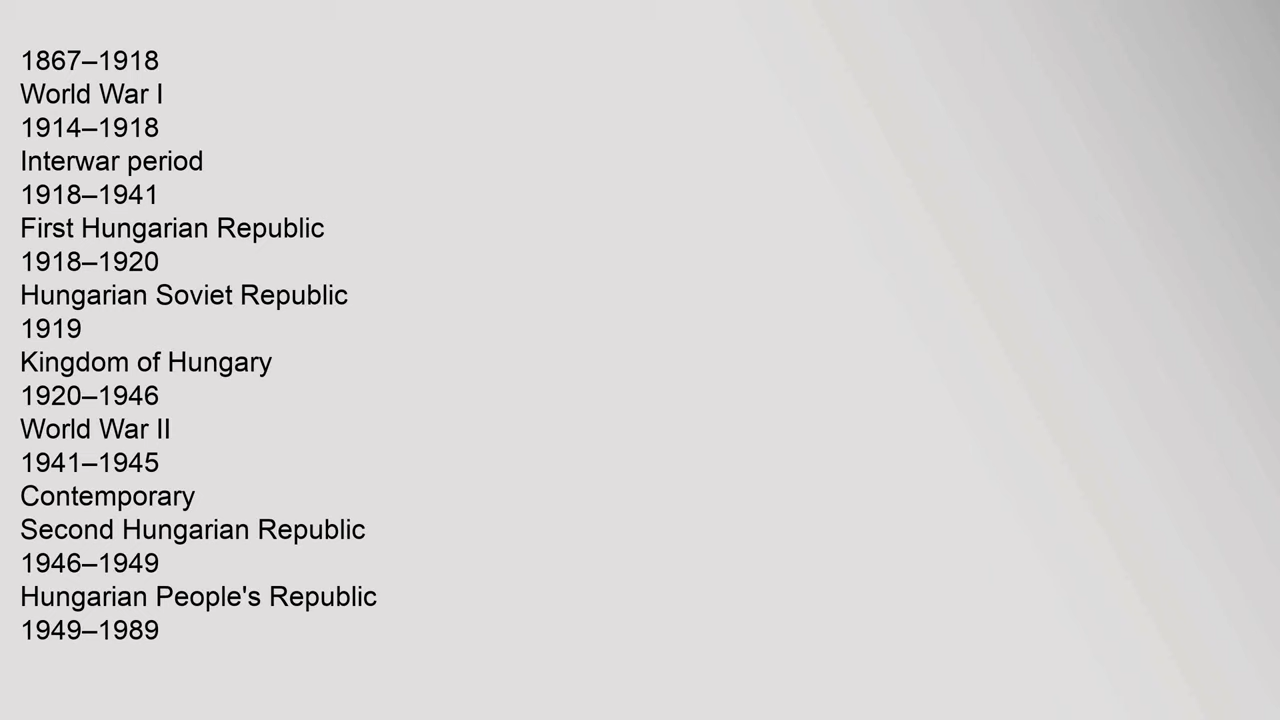 1867–1918
World War I
1914–1918
Interwar period
1918–1941
First Hungarian Republic
1918–1920
Hungarian Soviet Republic
1919
Kingdom of Hungary
1920–1946
World War II
1941–1945
Contemporary
Second Hungarian Republic
1946–1949
Hungarian People's Republic
1949–1989